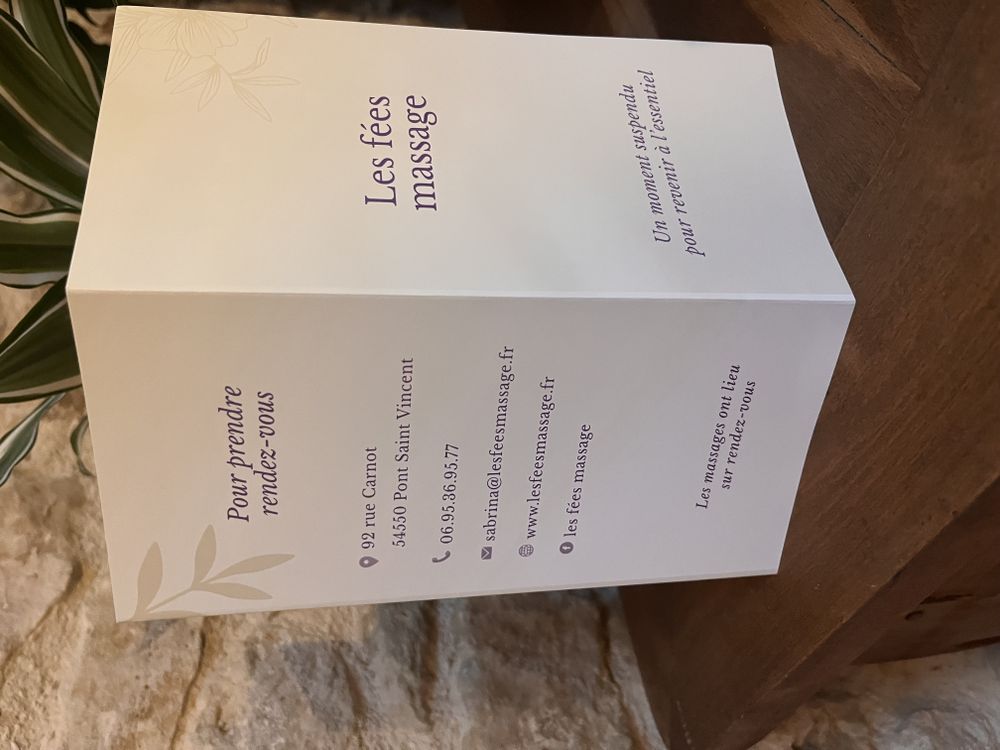 Pour prendre
rendez-vous
92 rue Carnot
54550 Pont Saint Vincent
06.95.36.95.77
sabrina@lesfeesmassage.fr
www.lesfeesmassage.fr
les fées massage
Les massages ont lieu
sur rendez-vous
Les fées
massage
Un moment suspendu
pour revenir à l'essentiel